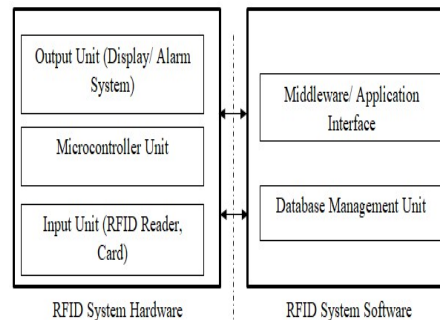 Output Unit (Display/ Alarm
System)
Microcontroller Unit
Input Unit (RFID Reader,
Card)
RFID System Hardware
Middleware/ Application
Interface
Database Management Unit
RFID System Software